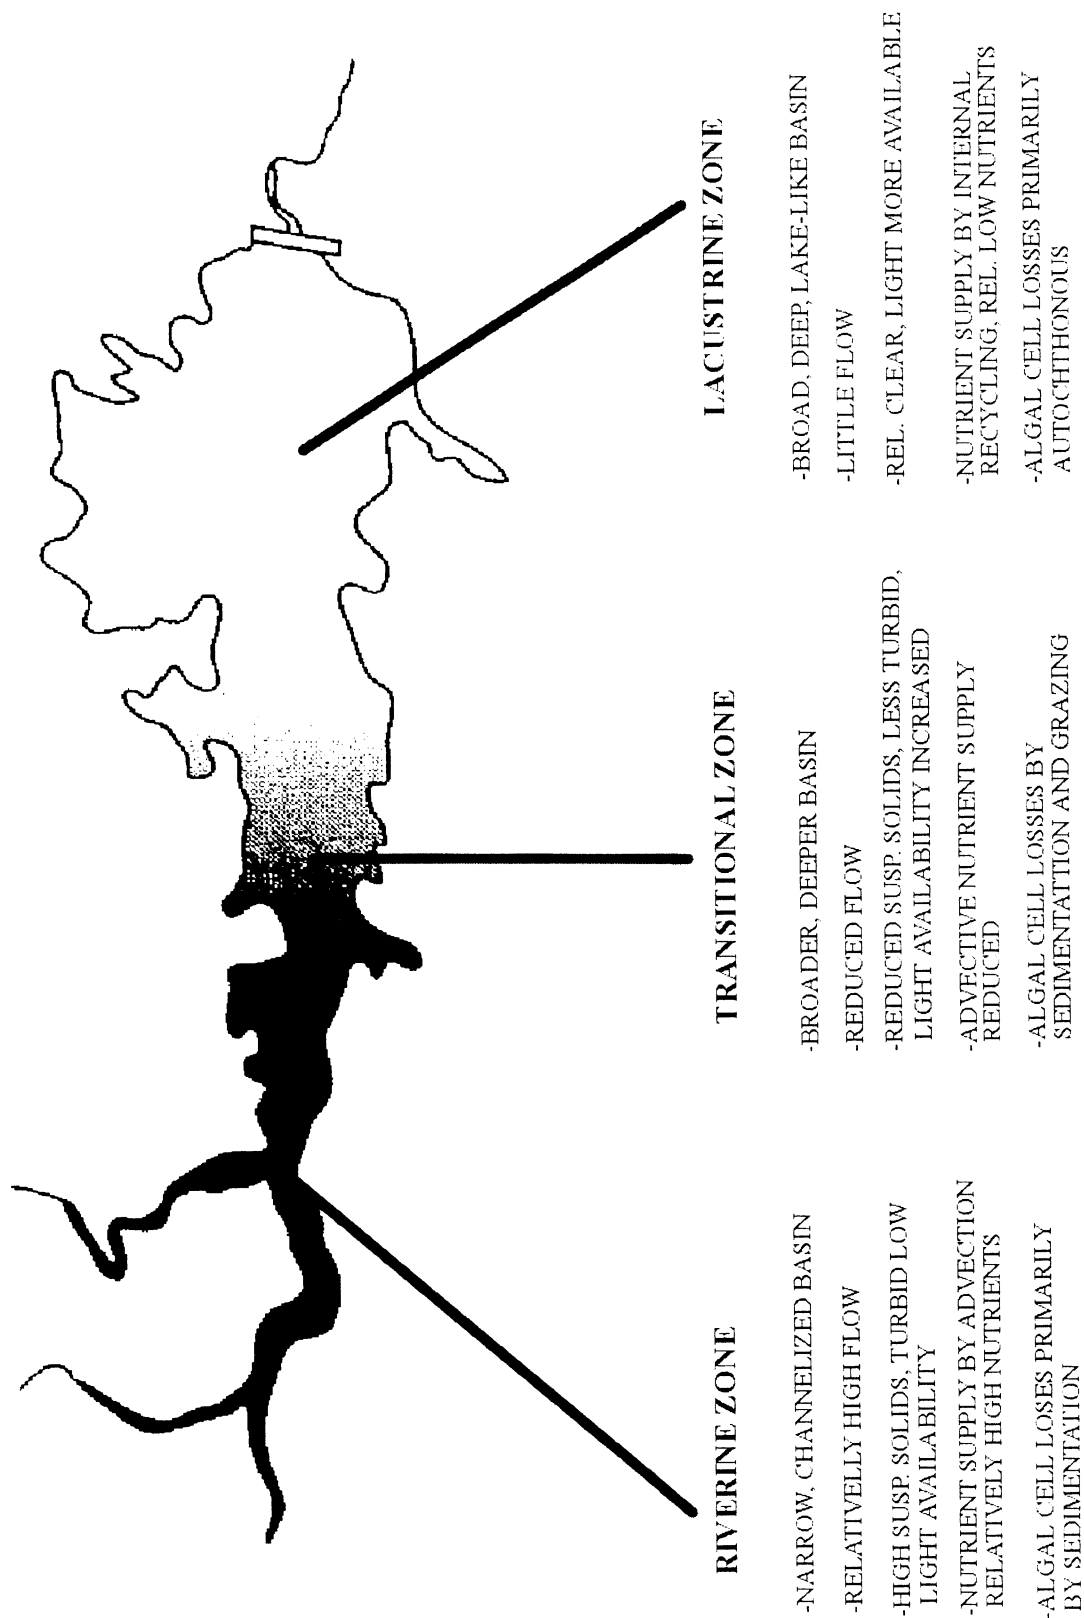 RIVERINE ZONE
-NARROW, CHANNELIZED BASIN
-RELATIVELLY HIGH FLOW
-HIGH SUSP. SOLIDS, TURBID LOW
LIGHT AVAILABILITY
-NUTRIENT SUPPLY BY ADVECTION
RELATIVELY HIGH NUTRIENTS
-ALGAL CELL LOSES PRIMARILY
BY SEDIMENTATION
TRANSITIONAL ZONE
-BROADER, DEEPER BASIN
-REDUCED FLOW
-REDUCED SUSP. SOLIDS, LESS TURBID,
LIGHT AVAILABILITY INCREASED
-ADVECTIVE NUTRIENT SUPPLY
REDUCED
-ALGAL CELL LOSSES BY
SEDIMENTATTION AND GRAZING
LACUSTRINE ZONE
-BROAD, DEEP, LAKE-LIKE BASIN
-LITTLE FLOW
-REL. CLEAR, LIGHT MORE AVAILABLE
-NUTRIENT SUPPLY BY INTERNAL
RECYCLING, REL. LOW NUTRIENTS
-ALGAL CELL LOSSES PRIMARILY
AUTOCHTHONOUS